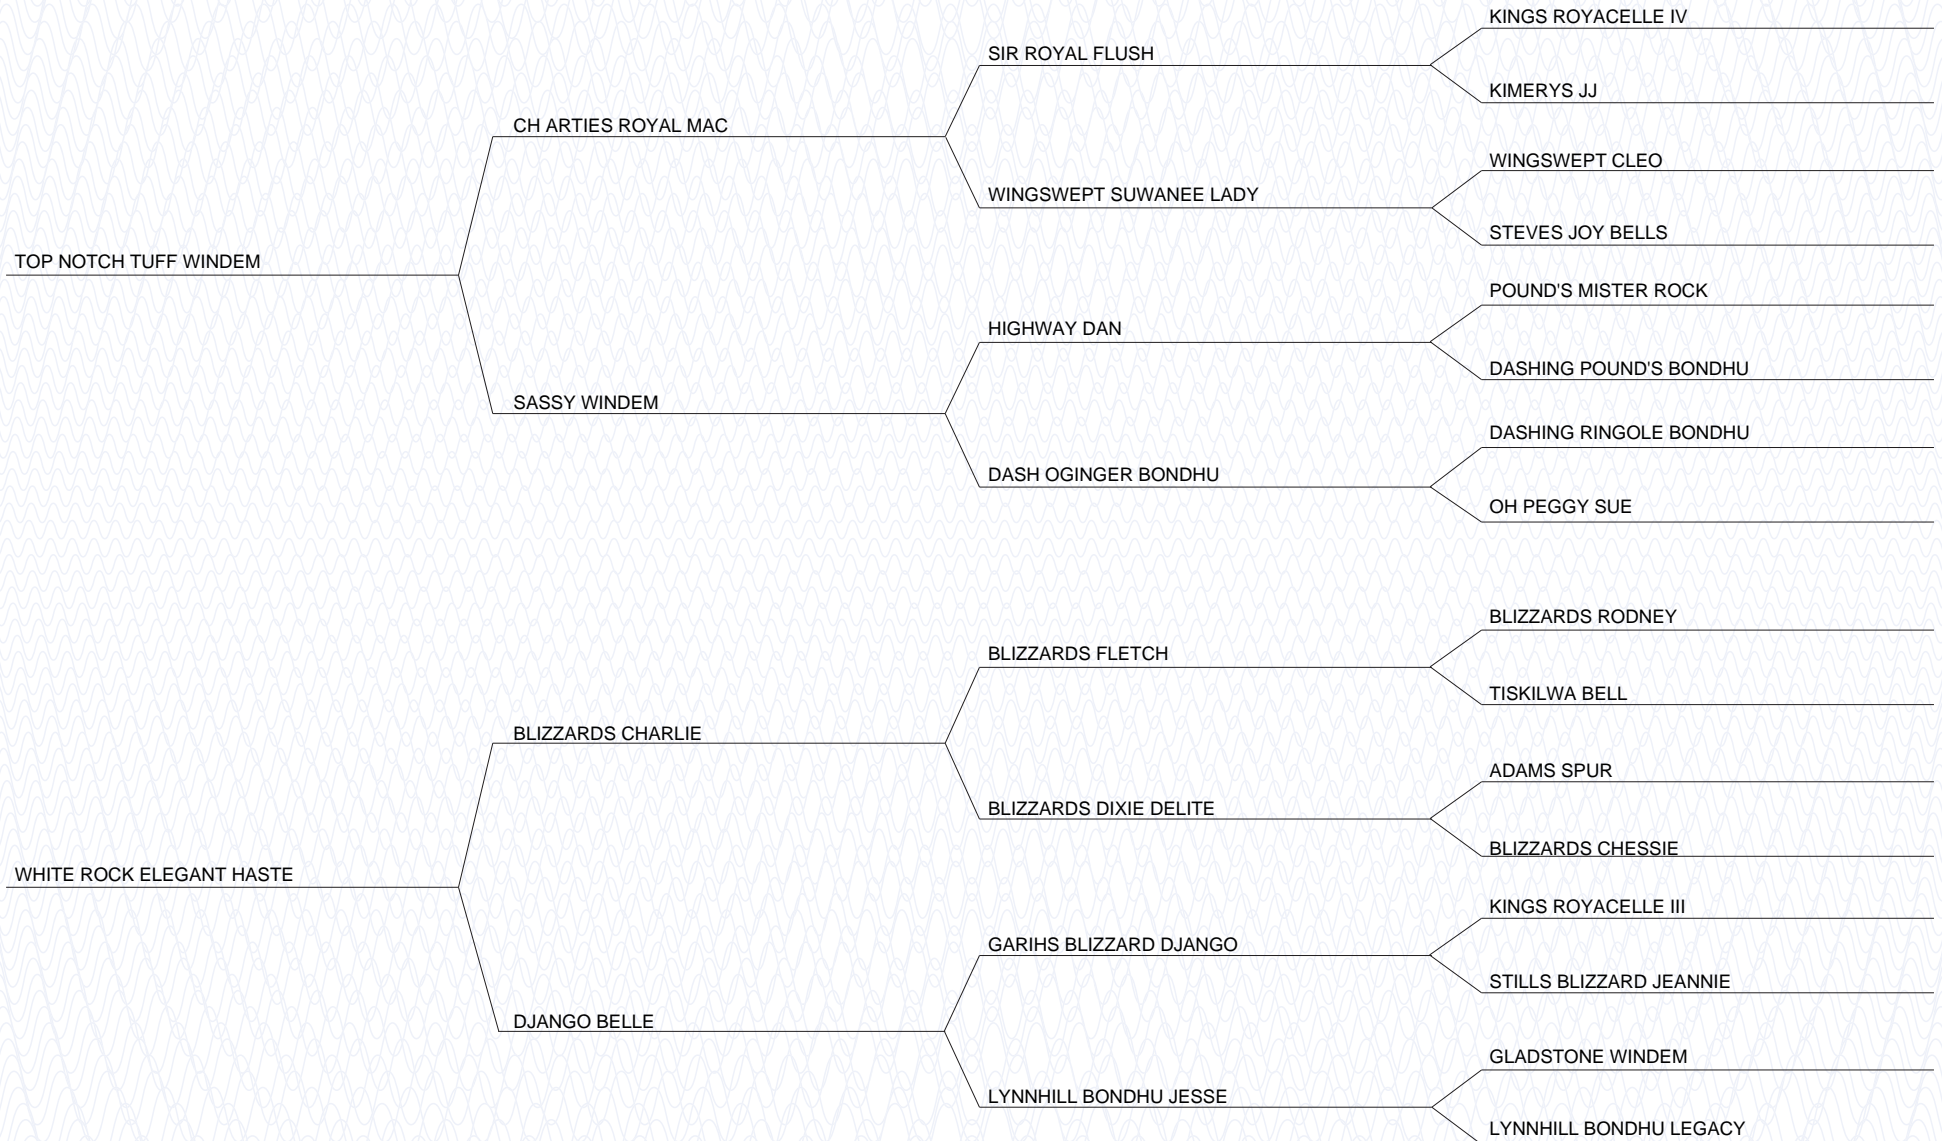 KINGS ROYACELLE IV
SIR ROYAL FLUSH
KIMERYS JJ
CH ARTIES ROYAL MAC
WINGSWEPT CLEO
WINGSWEPT SUWANEE LADY
STEVES JOY BELLS
TOP NOTCH TUFF WINDEM
POUND'S MISTER ROCK
HIGHWAY DAN
DASHING POUND'S BONDHU
SASSY WINDEM
DASHING RINGOLE BONDHU
DASH OGINGER BONDHU
OH PEGGY SUE
BLIZZARDS RODNEY
BLIZZARDS FLETCH
TISKILWA BELL
BLIZZARDS CHARLIE
ADAMS SPUR
BLIZZARDS DIXIE DELITE
BLIZZARDS CHESSIE
WHITE ROCK ELEGANT HASTE
KINGS ROYACELLE III
GARIHS BLIZZARD DJANGO
STILLS BLIZZARD JEANNIE
DJANGO BELLE
GLADSTONE WINDEM
LYNNHILL BONDHU JESSE
LYNNHILL BONDHU LEGACY